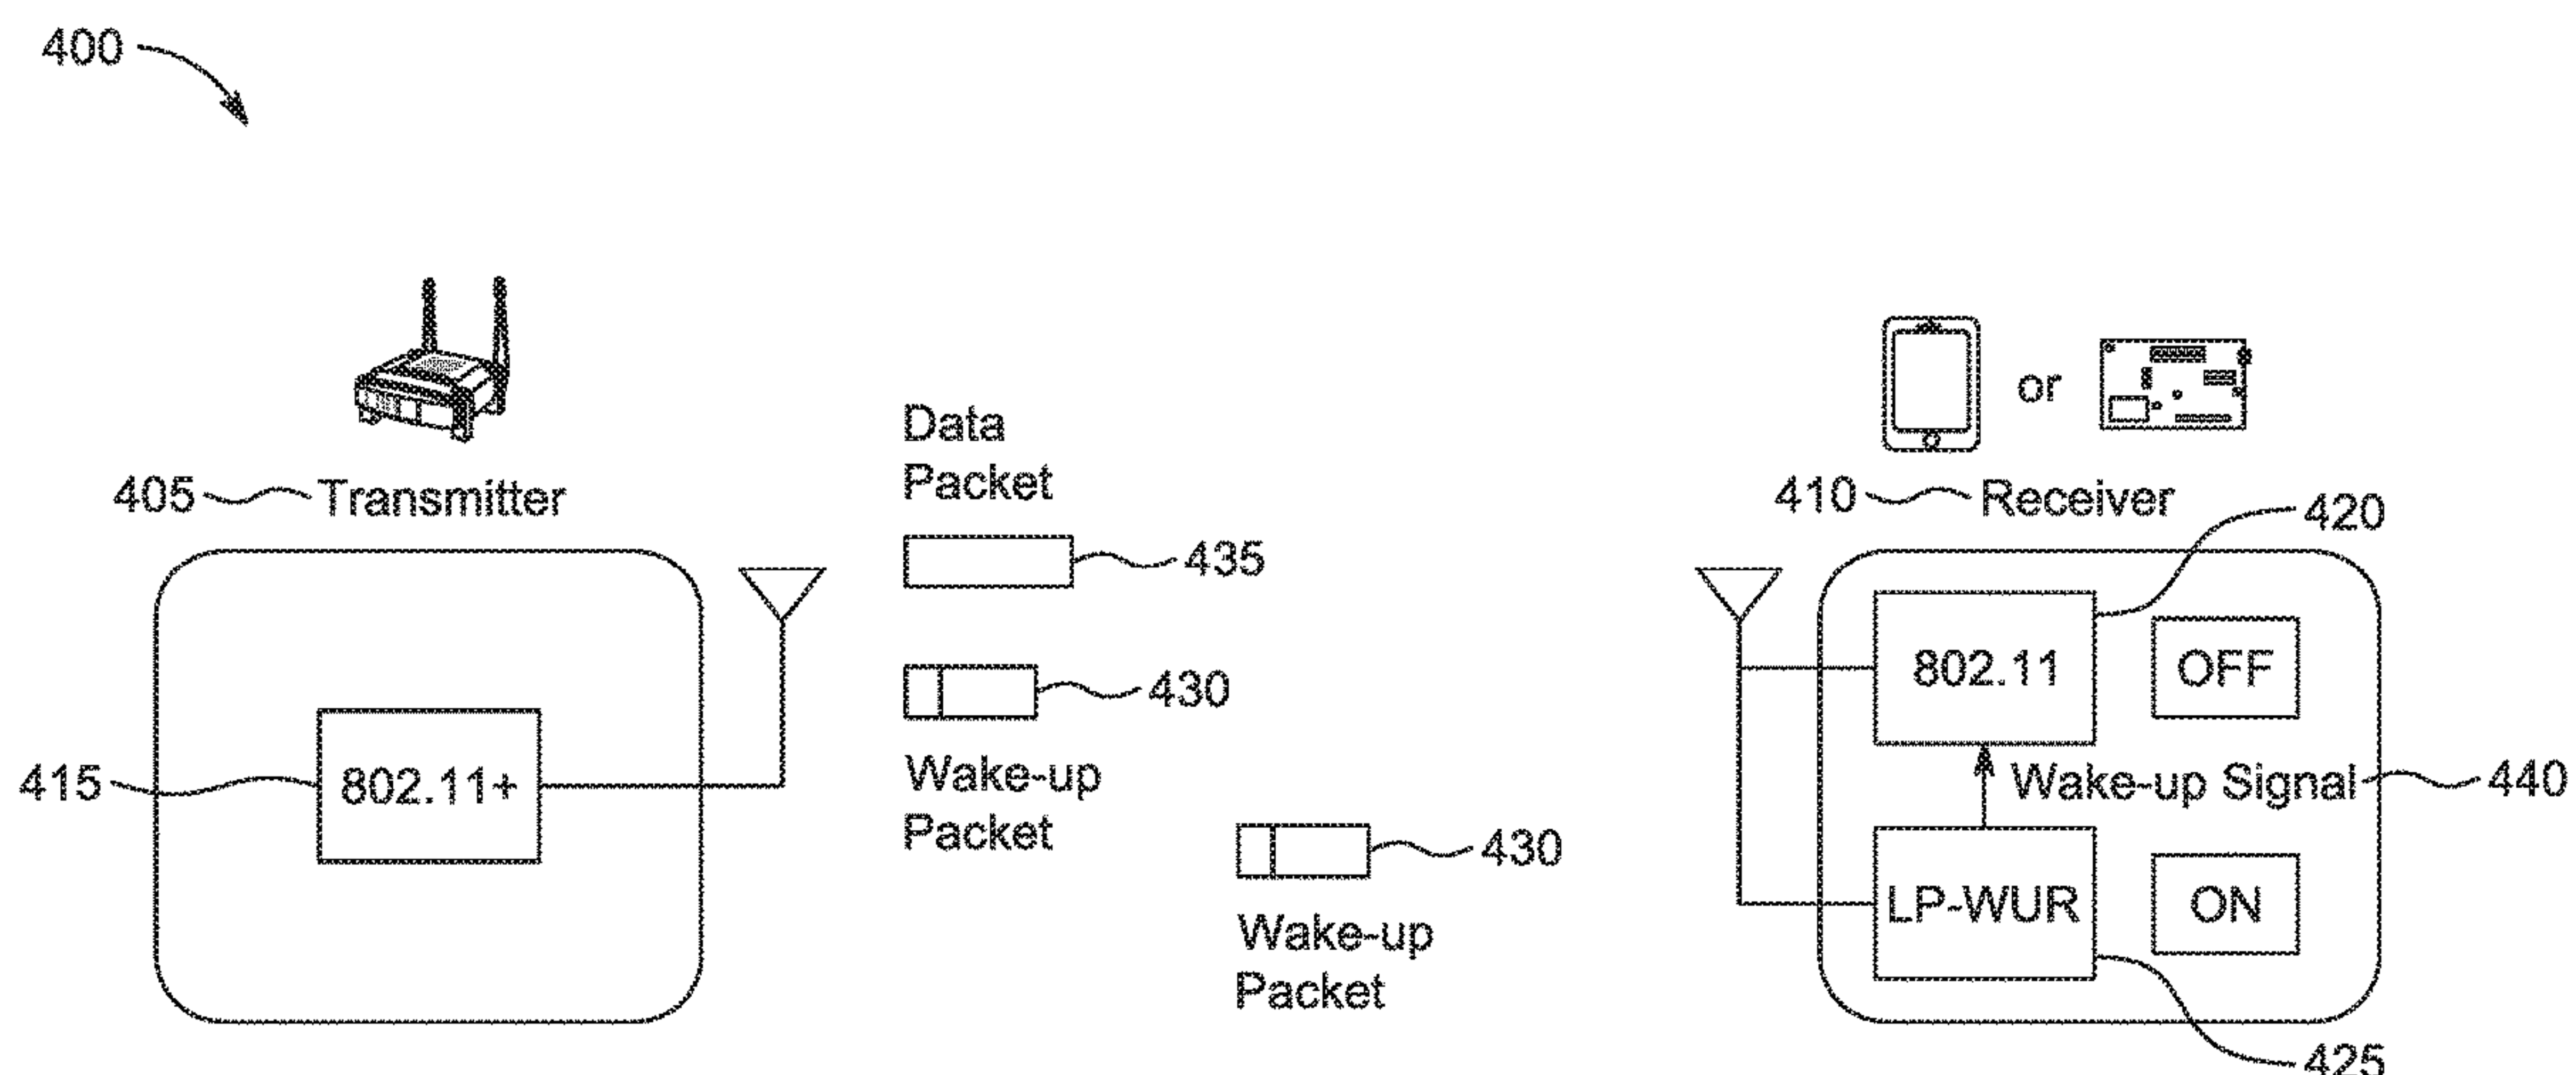 400
or
405 Transmitter
Data
Packet
410 Receiver
420
435
802.11
OFF
430
415
802.11+
Wake-up
Packet
Wake-up Signal
440
430
Wake-up
Packet
LP-WUR
ON
425